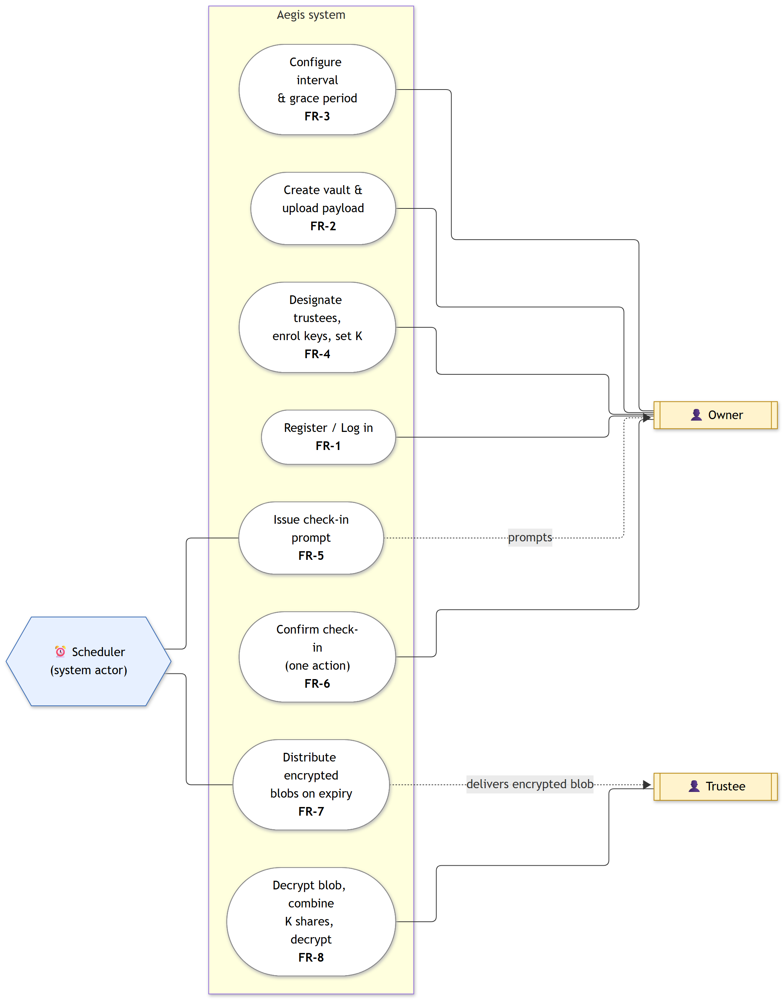 Aegis system
Configure
interval
& grace period
FR-3
Create vault &
upload payload
FR-2
Designate
trustees,
enrol keys, set K
FR-4
Owner
Register / Log in
FR-1
Issue check-in
prompt
FR-5
prompts
Confirm check-
in
(one action)
FR-6
Scheduler
(system actor)
Distribute
encrypted
blobs on expiry
FR-7
delivers encrypted blob
Trustee
Decrypt blob,
combine
K shares,
decrypt
FR-8